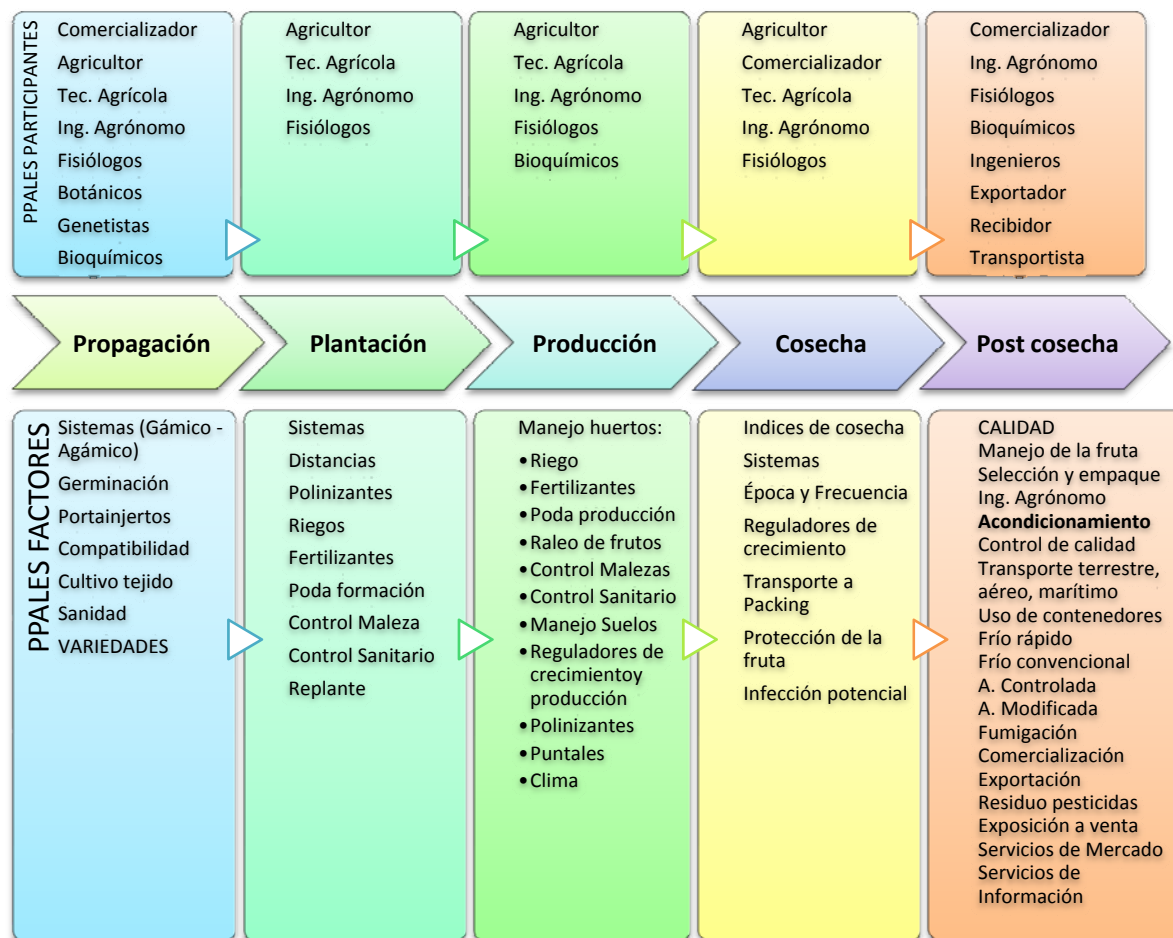 PPALES PARTICIPANTES
Comercializador
Agricultor
Tec. Agrícola
Ing. Agrónomo
Fisiólogos
Botánicos
Genetistas
Bioquímicos
Agricultor
Tec. Agrícola
Ing. Agrónomo
Fisiólogos
Agricultor
Tec. Agrícola
Ing. Agrónomo
Fisiólogos
Bioquímicos
Agricultor
Comercializador
Tec. Agrícola
Ing. Agrónomo
Fisiólogos
Comercializador
Ing. Agrónomo
Fisiólogos
Bioquímicos
Ingenieros
Exportador
Recibidor
Transportista
Propagación
Plantación
Producción
Cosecha
Post cosecha
PPALES FACTORES
Sistemas (Gámico -
Agámico)
Germinación
Portainjertos
Compatibilidad
Cultivo tejido
Sanidad
VARIEDADES
Sistemas
Distancias
Polinizantes
Riegos
Fertilizantes
Poda formación
Control Maleza
Control Sanitario
Replante
Manejo huertos:
•Riego
•Fertilizantes
•Poda producción
•Raleo de frutos
•Control Malezas
•Control Sanitario
•Manejo Suelos
•Reguladores de
crecimientoy
producción
•Polinizantes
•Puntales
•Clima
Indices de cosecha
Sistemas
Época y Frecuencia
Reguladores de
crecimiento
Transporte a
Packing
Protección de la
fruta
Infección potencial
CALIDAD
Manejo de la fruta
Selección y empaque
Ing. Agrónomo
Acondicionamiento
Control de calidad
Transporte terrestre,
aéreo, marítimo
Uso de contenedores
Frío rápido
Frío convencional
A. Controlada
A. Modificada
Fumigación
Comercialización
Exportación
Residuo pesticidas
Exposición a venta
Servicios de Mercado
Servicios de
Información